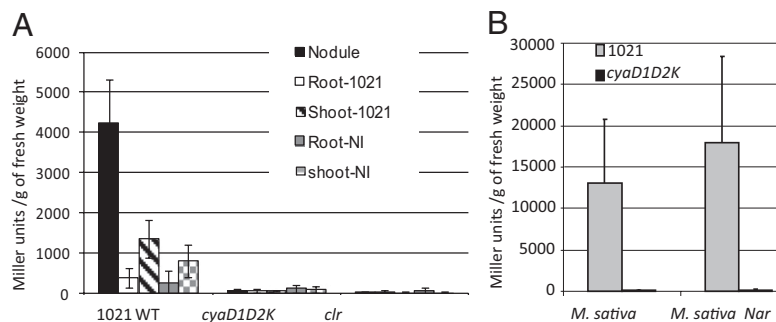 A
Miller units /g of fresh weight
6000
5000
4000
3000
2000
1000
0
Nodule
Root-1021
Shoot-1021
Root-NI
shoot-NI
1021 WT cyaD1D2K clr
B
Miller units /g of fresh weight
30000
25000
20000
15000
10000
5000
0
1021
cyaD1D2K
M. sativa M. sativa Nar